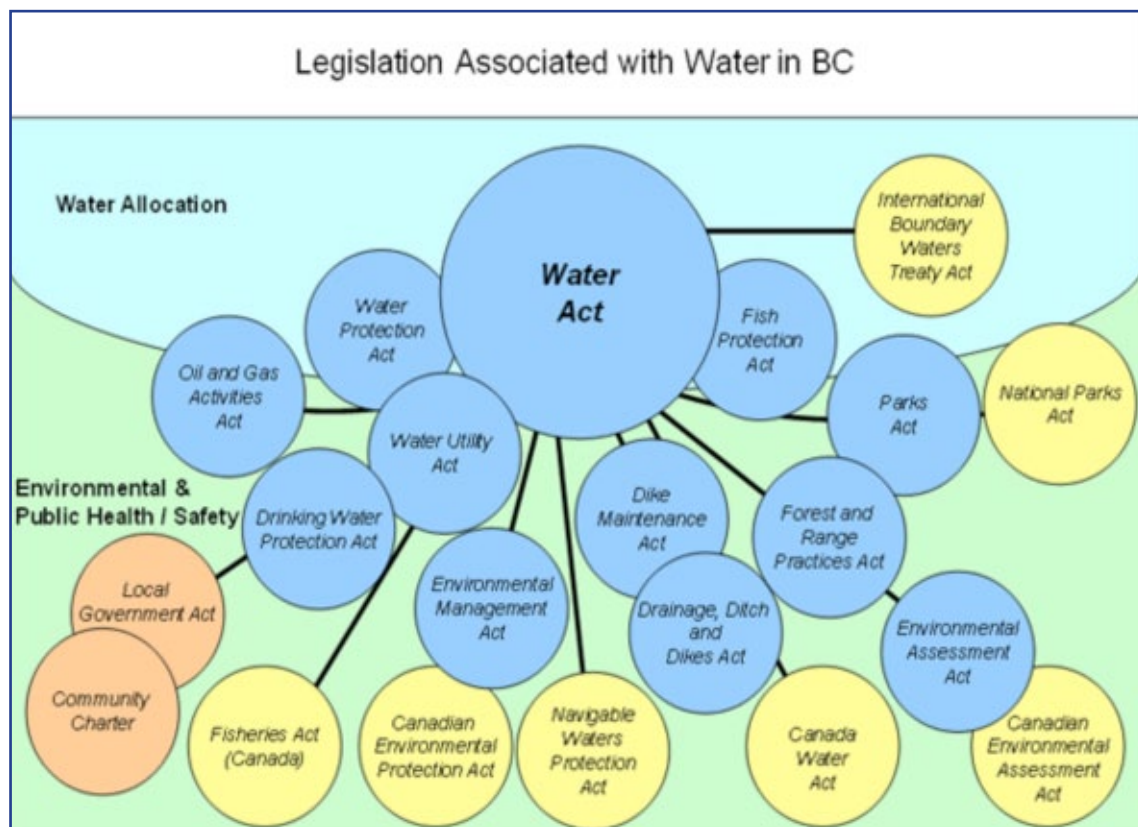 Legislation Associated with Water in BC
Water Allocation
International
Boundary
Waters
Treaty Act
Water
Act
Water
Protection
Act
Fish
Protection
Act
Oil and Gas
Activities
Act
Parks
Act
National Parks
Act
Water Utility
Act
Environmental &
Public Health / Safety
Drinking Water
Protection Act
Dike
Maintenance
Act
Forest and
Range
Practices Act
Local
Government Act
Environmental
Management
Act
Drainage, Ditch
and
Dikes Act
Environmental
Assessment
Act
Community
Charter
Fisheries Act
(Canada)
Canadian
Environmental
Protection Act
Navigable
Waters
Protection
Act
Canada
Water
Act
Canadian
Environmental
Assessment
Act